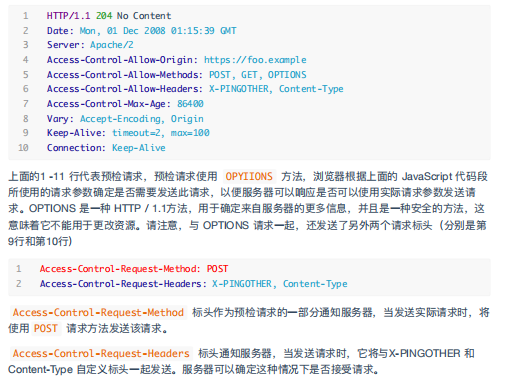 1 HTTP/1.1 204 No Content
2 Date: Mon, 01 Dec 2008 01:15:39 GMT
3 Server: Apache/2
4 Access-Control-Allow-Origin: https://foo.example
5 Access-Control-Allow-Methods: POST, GET, OPTIONS
6 Access-Control-Allow-Headers: X-PINGOTHER, Content-Type
7 Access-Control-Max-Age: 86400
8 Vary: Accept-Encoding, Origin
9 Keep-Alive: timeout=2, max=100
10 Connection: Keep-Alive
上面的1 -11 行代表预检请求，预检请求使用 OPYIIONS 方法，浏览器根据上面的 JavaScript 代码段
所使用的请求参数确定是否需要发送此请求，以便服务器可以响应是否可以使用实际请求参数发送请
求。OPTIONS 是一种 HTTP / 1.1方法，用于确定来自服务器的更多信息，并且是一种安全的方法，这
意味着它不能用于更改资源。请注意，与 OPTIONS 请求一起，还发送了另外两个请求标头（分别是第
9行和第10行）
1 Access-Control-Request-Method: POST
2 Access-Control-Request-Headers: X-PINGOTHER, Content-Type
Access-Control-Request-Method 标头作为预检请求的一部分通知服务器，当发送实际请求时，将
使用 POST 请求方法发送该请求。
Access-Control-Request-Headers 标头通知服务器，当发送请求时，它将与X-PINGOTHER 和
Content-Type 自定义标头一起发送。服务器可以确定这种情况下是否接受请求。